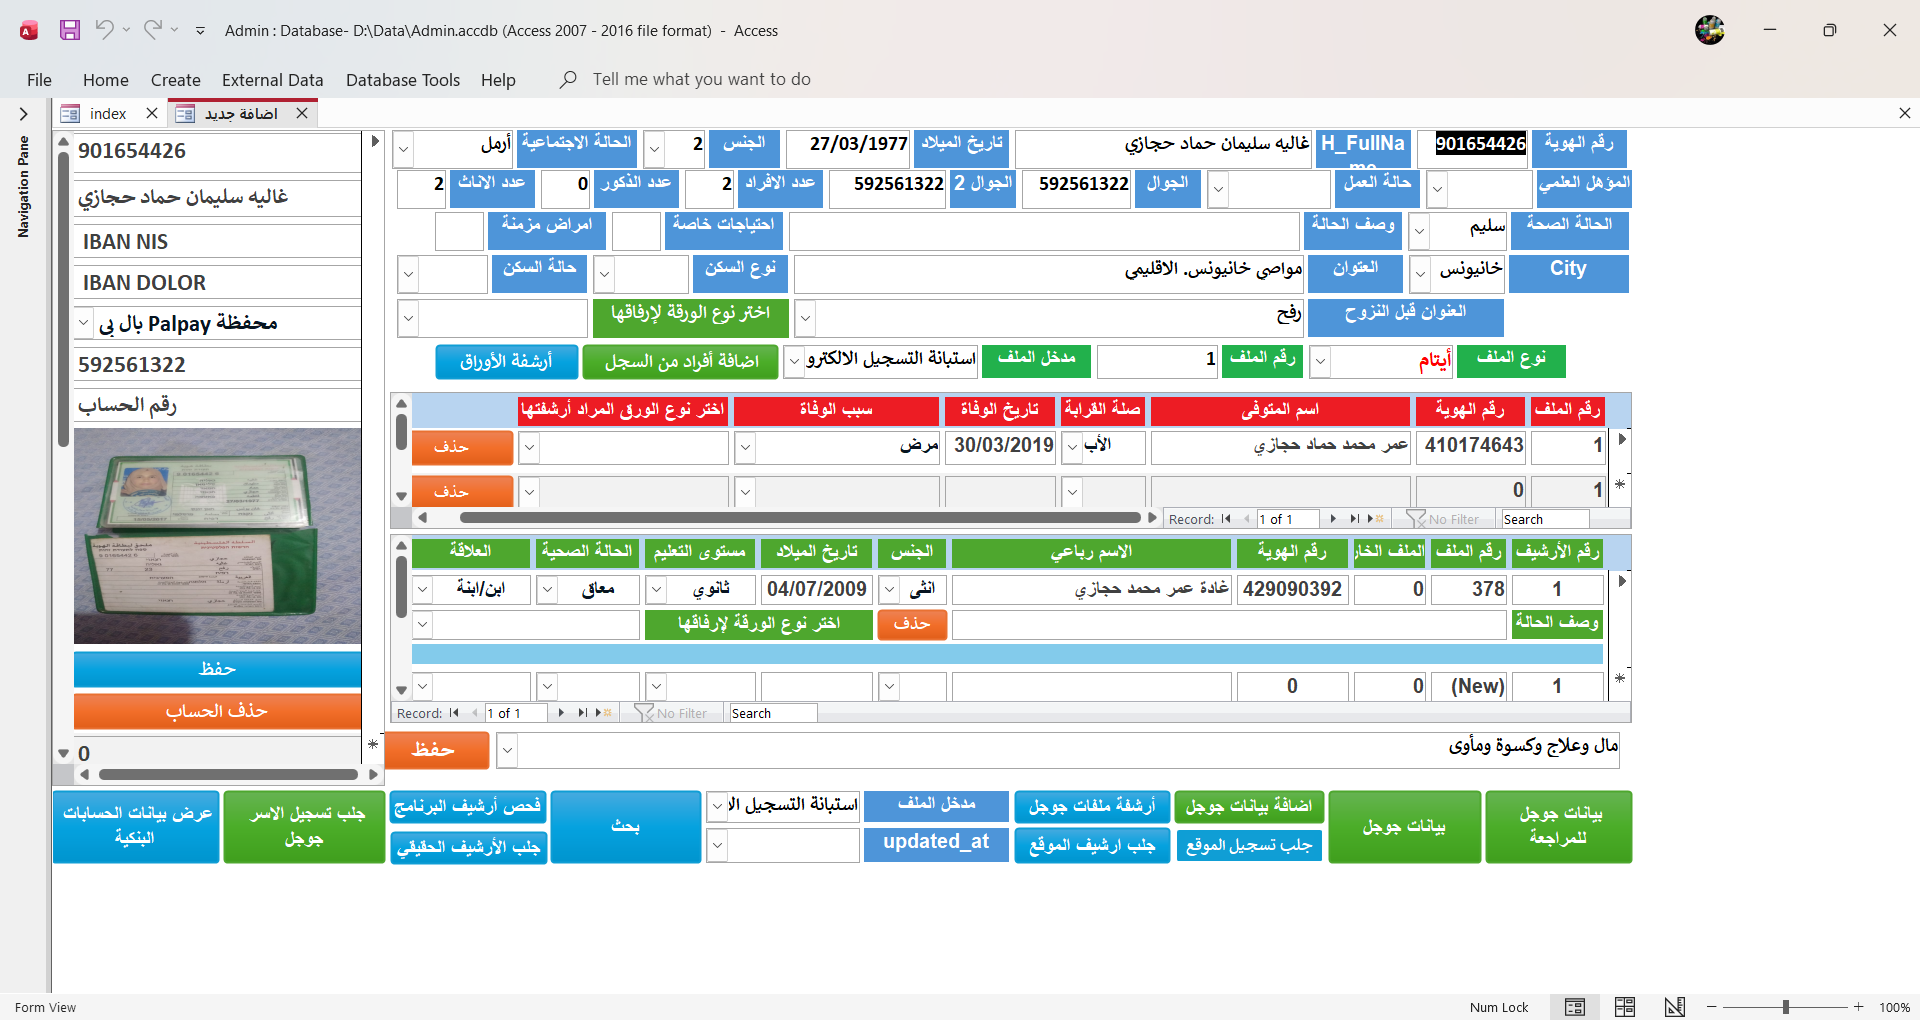 Admin : Database- D:\Data\Admin.accdb (Access 2007 - 2016 file format) - Access
File Home Create External Data Database Tools Help Tell me what you want to do
index اضافة جديد
Navigation Pane
901654426
غاليه سليمان حماد حجازي
IBAN NIS
IBAN DOLOR
محفظة Palpay بال بي
592561322
رقم الحساب
حفظ
حذف الحساب
0
رقم الهوية 901654426 H_FullName غاليه سليمان حماد حجازي تاريخ الميلاد 27/03/1977 الجنس 2 الحالة الاجتماعية أرمل
المؤهل العلمي حالة العمل الجوال 592561322 الجوال 2 592561322 عدد الافراد 2 عدد الذكور 0 عدد الاناث 2
الحالة الصحة سليم وصف الحالة احتياجات خاصة امراض مزمنة
City خانيونس العتوان مواصي خانيونس. الاقليمي نوع السكن حالة السكن
العنوان قبل النزوح رفح اختر نوع الورقة لإرفاقها
نوع الملف أيتام رقم الملف 1 مدخل الملف استبانة التسجيل الالكترو اضافة أفراد من السجل أرشفة الأوراق
رقم الملف رقم الهوية اسم المتوفى صلة القرابة تاريخ الوفاة سبب الوفاة اختر نوع الورق المراد أرشفتها
1 410174643 عمر محمد حماد حجازي الأب 30/03/2019 مرض حذف
1 0 حذف
Record: 1 of 1 No Filter Search
رقم الأرشيف رقم الملف الملف الخار رقم الهوية الاسم رباعي الجنس تاريخ الميلاد مستوى التعليم الحالة الصحية العلاقة
1 378 0 429090392 غادة عمر محمد حجازي انثى 04/07/2009 ثانوي معاق ابن/ابنة
وصف الحالة حذف اختر نوع الورقة لإرفاقها
1 (New) 0 0
Record: 1 of 1 No Filter Search
مال وعلاج وكسوة ومأوى حفظ
بيانات جوجل للمراجعة بيانات جوجل اضافة بيانات جوجل أرشفة ملفات جوجل مدخل الملف استبانة التسجيل الا بحث فحص أرشيف البرنامج جلب تسجيل الاسر جوجل عرض بيانات الحسابات البنكية
جلب تسجيل الموقع جلب ارشيف الموقع updated_at جلب الأرشيف الحقيقي
Form View Num Lock 100%